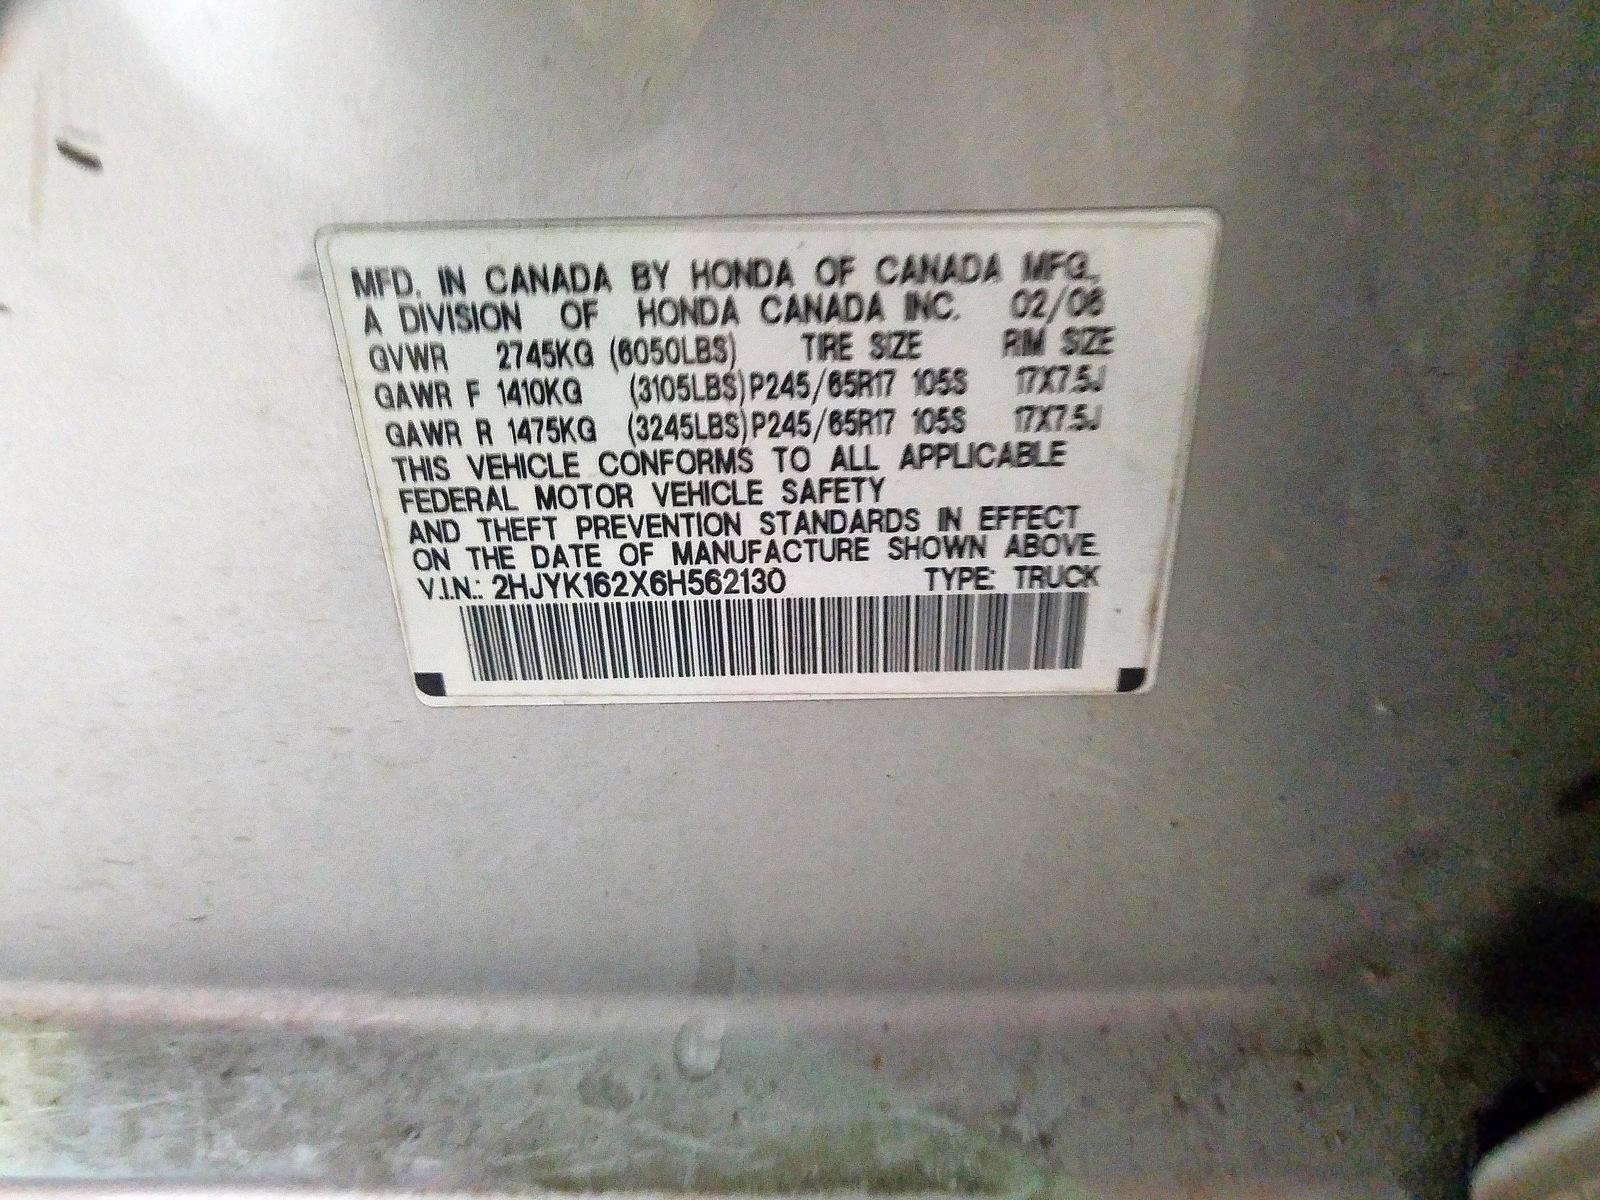 MFD. IN CANADA BY HONDA OF CANADA MFG.,
A DIVISION OF HONDA CANADA INC. 02/06
GVWR 2745KG (6050LBS) TIRE SIZE RIM SIZE
GAWR F 1410KG (3105LBS) P245/65R17 105S 17X7.5J
GAWR R 1475KG (3245LBS) P245/65R17 105S 17X7.5J
THIS VEHICLE CONFORMS TO ALL APPLICABLE
FEDERAL MOTOR VEHICLE SAFETY
AND THEFT PREVENTION STANDARDS IN EFFECT
ON THE DATE OF MANUFACTURE SHOWN ABOVE.
V.I.N.: 2HJYK162X6H562130 TYPE: TRUCK